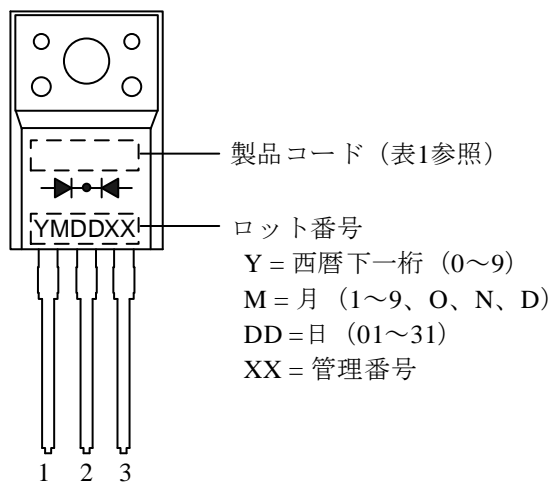 製品コード（表1参照）
YMDDXX
ロット番号
Y = 西暦下一桁（0～9）
M = 月（1～9、O、N、D）
DD =日（01～31）
XX = 管理番号
1 2 3